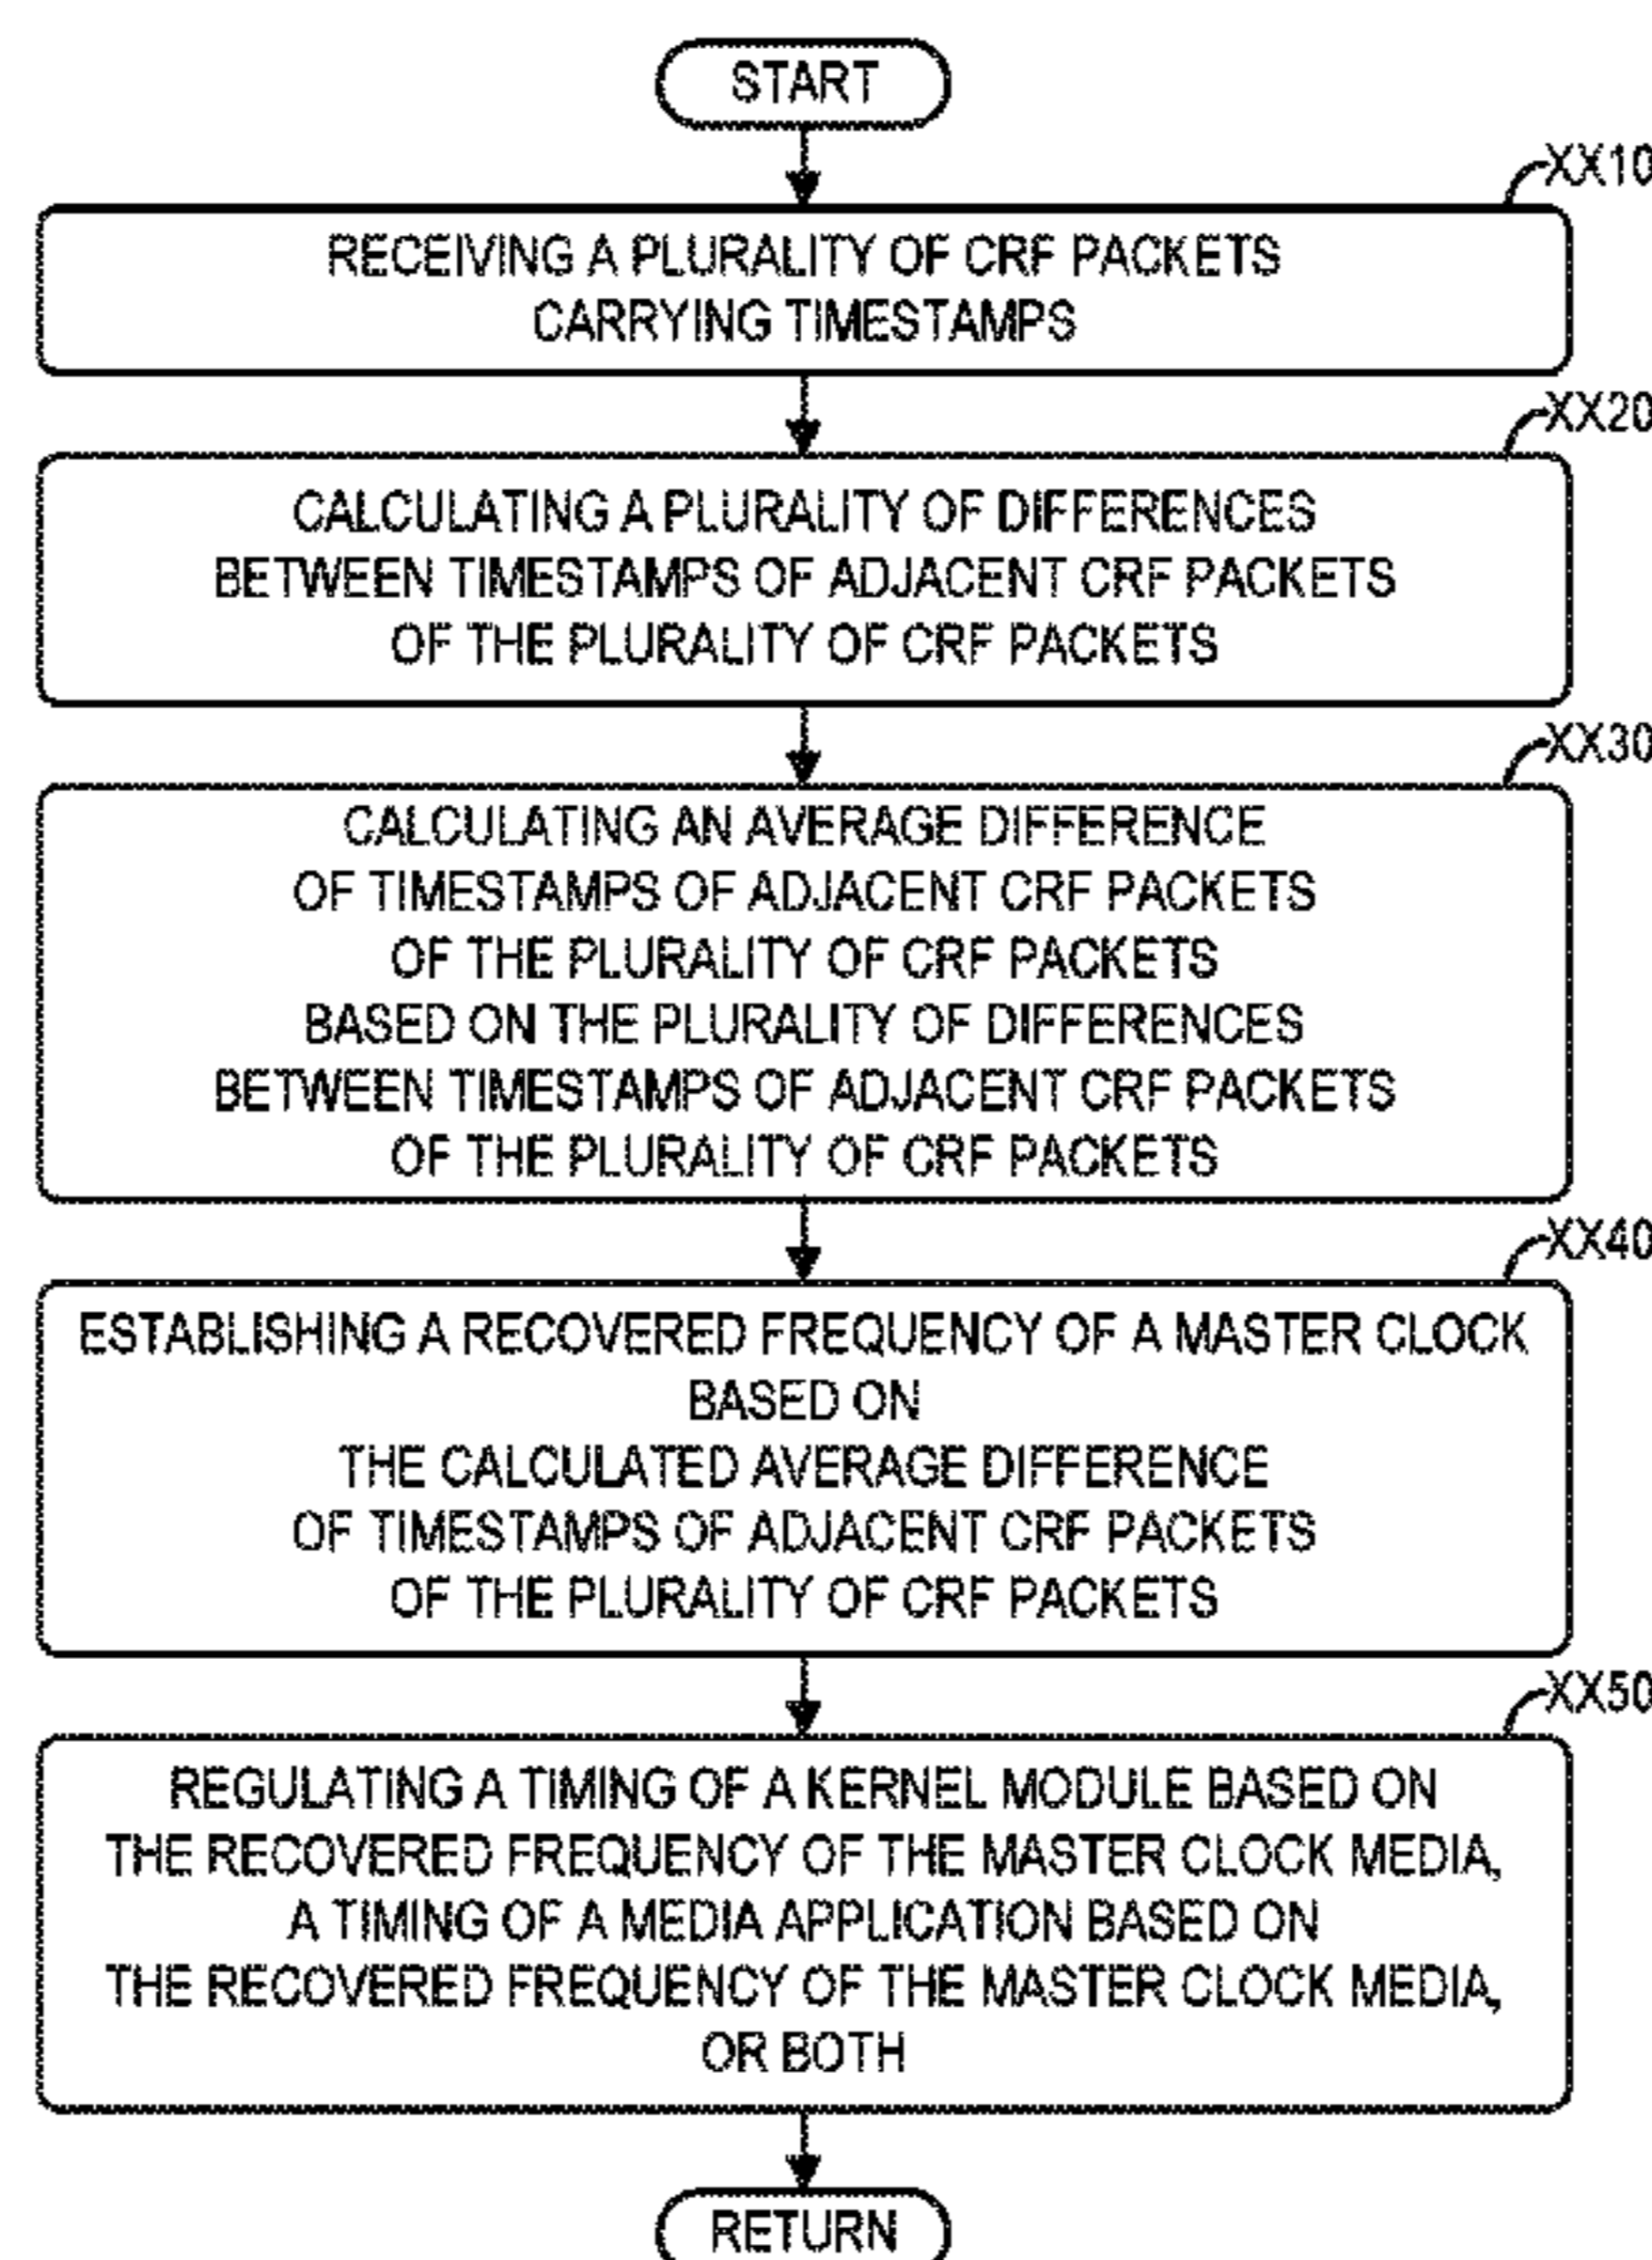 START
XX10
RECEIVING A PLURALITY OF CRF PACKETS
CARRYING TIMESTAMPS
XX20
CALCULATING A PLURALITY OF DIFFERENCES
BETWEEN TIMESTAMPS OF ADJACENT CRF PACKETS
OF THE PLURALITY OF CRF PACKETS
XX30
CALCULATING AN AVERAGE DIFFERENCE
OF TIMESTAMPS OF ADJACENT CRF PACKETS
OF THE PLURALITY OF CRF PACKETS
BASED ON THE PLURALITY OF DIFFERENCES
BETWEEN TIMESTAMPS OF ADJACENT CRF PACKETS
OF THE PLURALITY OF CRF PACKETS
XX40
ESTABLISHING A RECOVERED FREQUENCY OF A MASTER CLOCK
BASED ON
THE CALCULATED AVERAGE DIFFERENCE
OF TIMESTAMPS OF ADJACENT CRF PACKETS
OF THE PLURALITY OF CRF PACKETS
XX50
REGULATING A TIMING OF A KERNEL MODULE BASED ON
THE RECOVERED FREQUENCY OF THE MASTER CLOCK MEDIA,
A TIMING OF A MEDIA APPLICATION BASED ON
THE RECOVERED FREQUENCY OF THE MASTER CLOCK MEDIA,
OR BOTH
RETURN